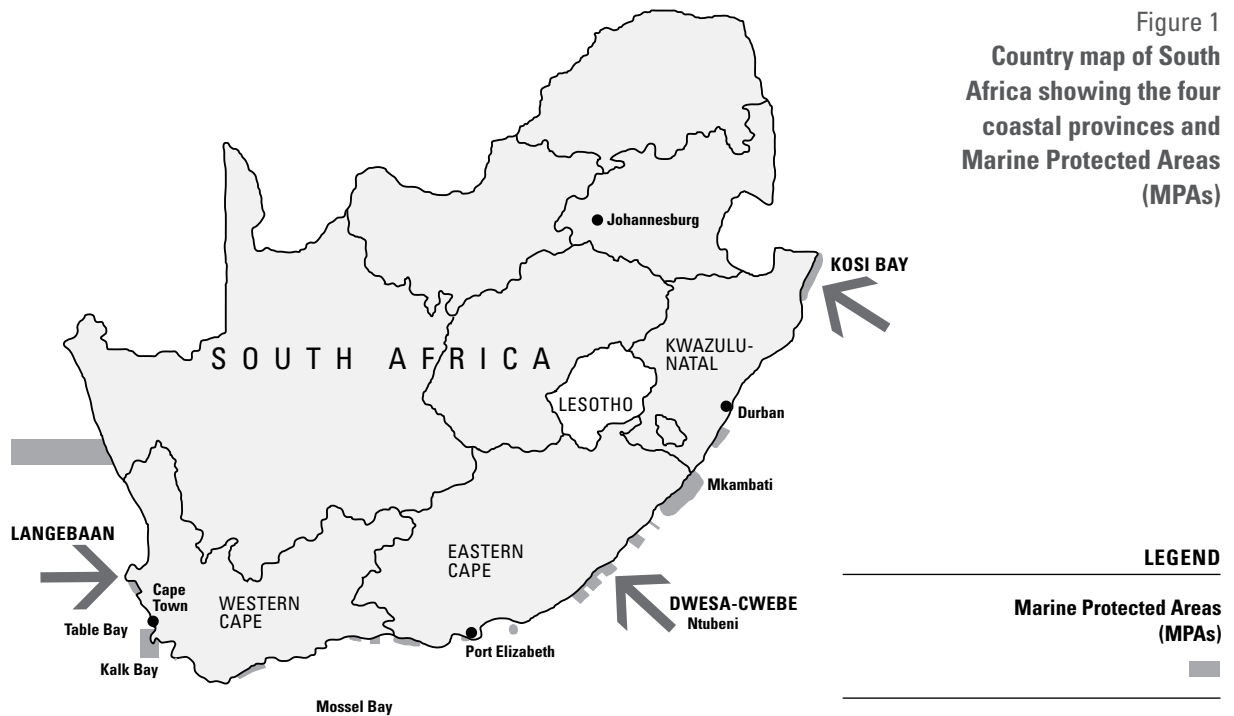 Figure 1
Country map of South
Africa showing the four
coastal provinces and
Marine Protected Areas
(MPAs)
Johannesburg
KOSI BAY
SOUTH AFRICA
KWAZULU-
NATAL
LESOTHO
Durban
Mkambati
LANGEBAAN
EASTERN
CAPE
Cape
Town
WESTERN
CAPE
DWESA-CWEBE
Ntubeni
Table Bay
Port Elizabeth
Kalk Bay
Mossel Bay
LEGEND
Marine Protected Areas
(MPAs)